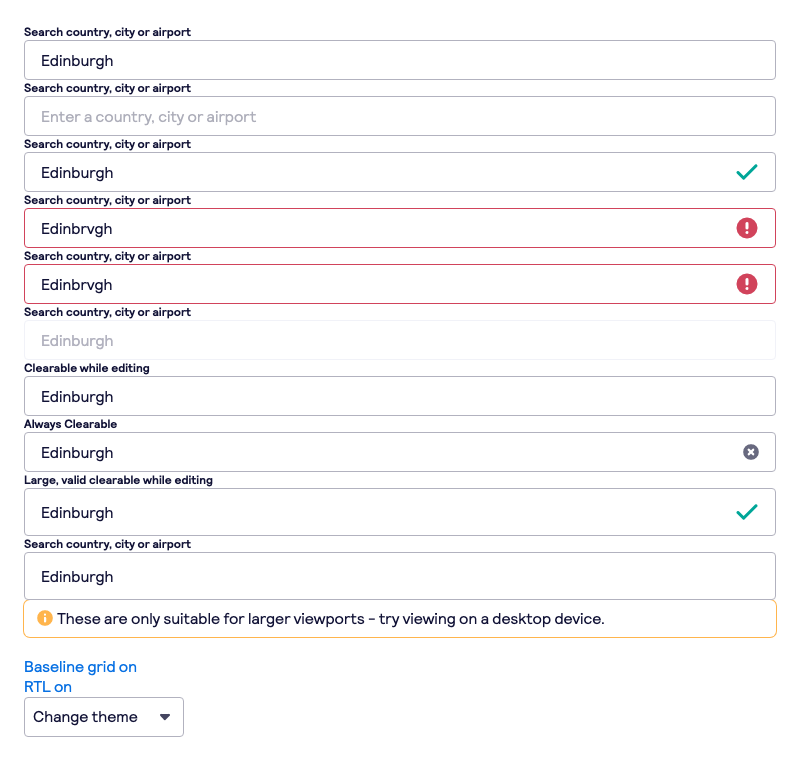 Search country, city or airport
Edinburgh
Search country, city or airport
Enter a country, city or airport
Search country, city or airport
Edinburgh
Search country, city or airport
Edinbrvgh
Search country, city or airport
Edinbrvgh
Search country, city or airport
Edinburgh
Clearable while editing
Edinburgh
Always Clearable
Edinburgh
Large, valid clearable while editing
Edinburgh
Search country, city or airport
Edinburgh
These are only suitable for larger viewports - try viewing on a desktop device.
Baseline grid on
RTL on
Change theme